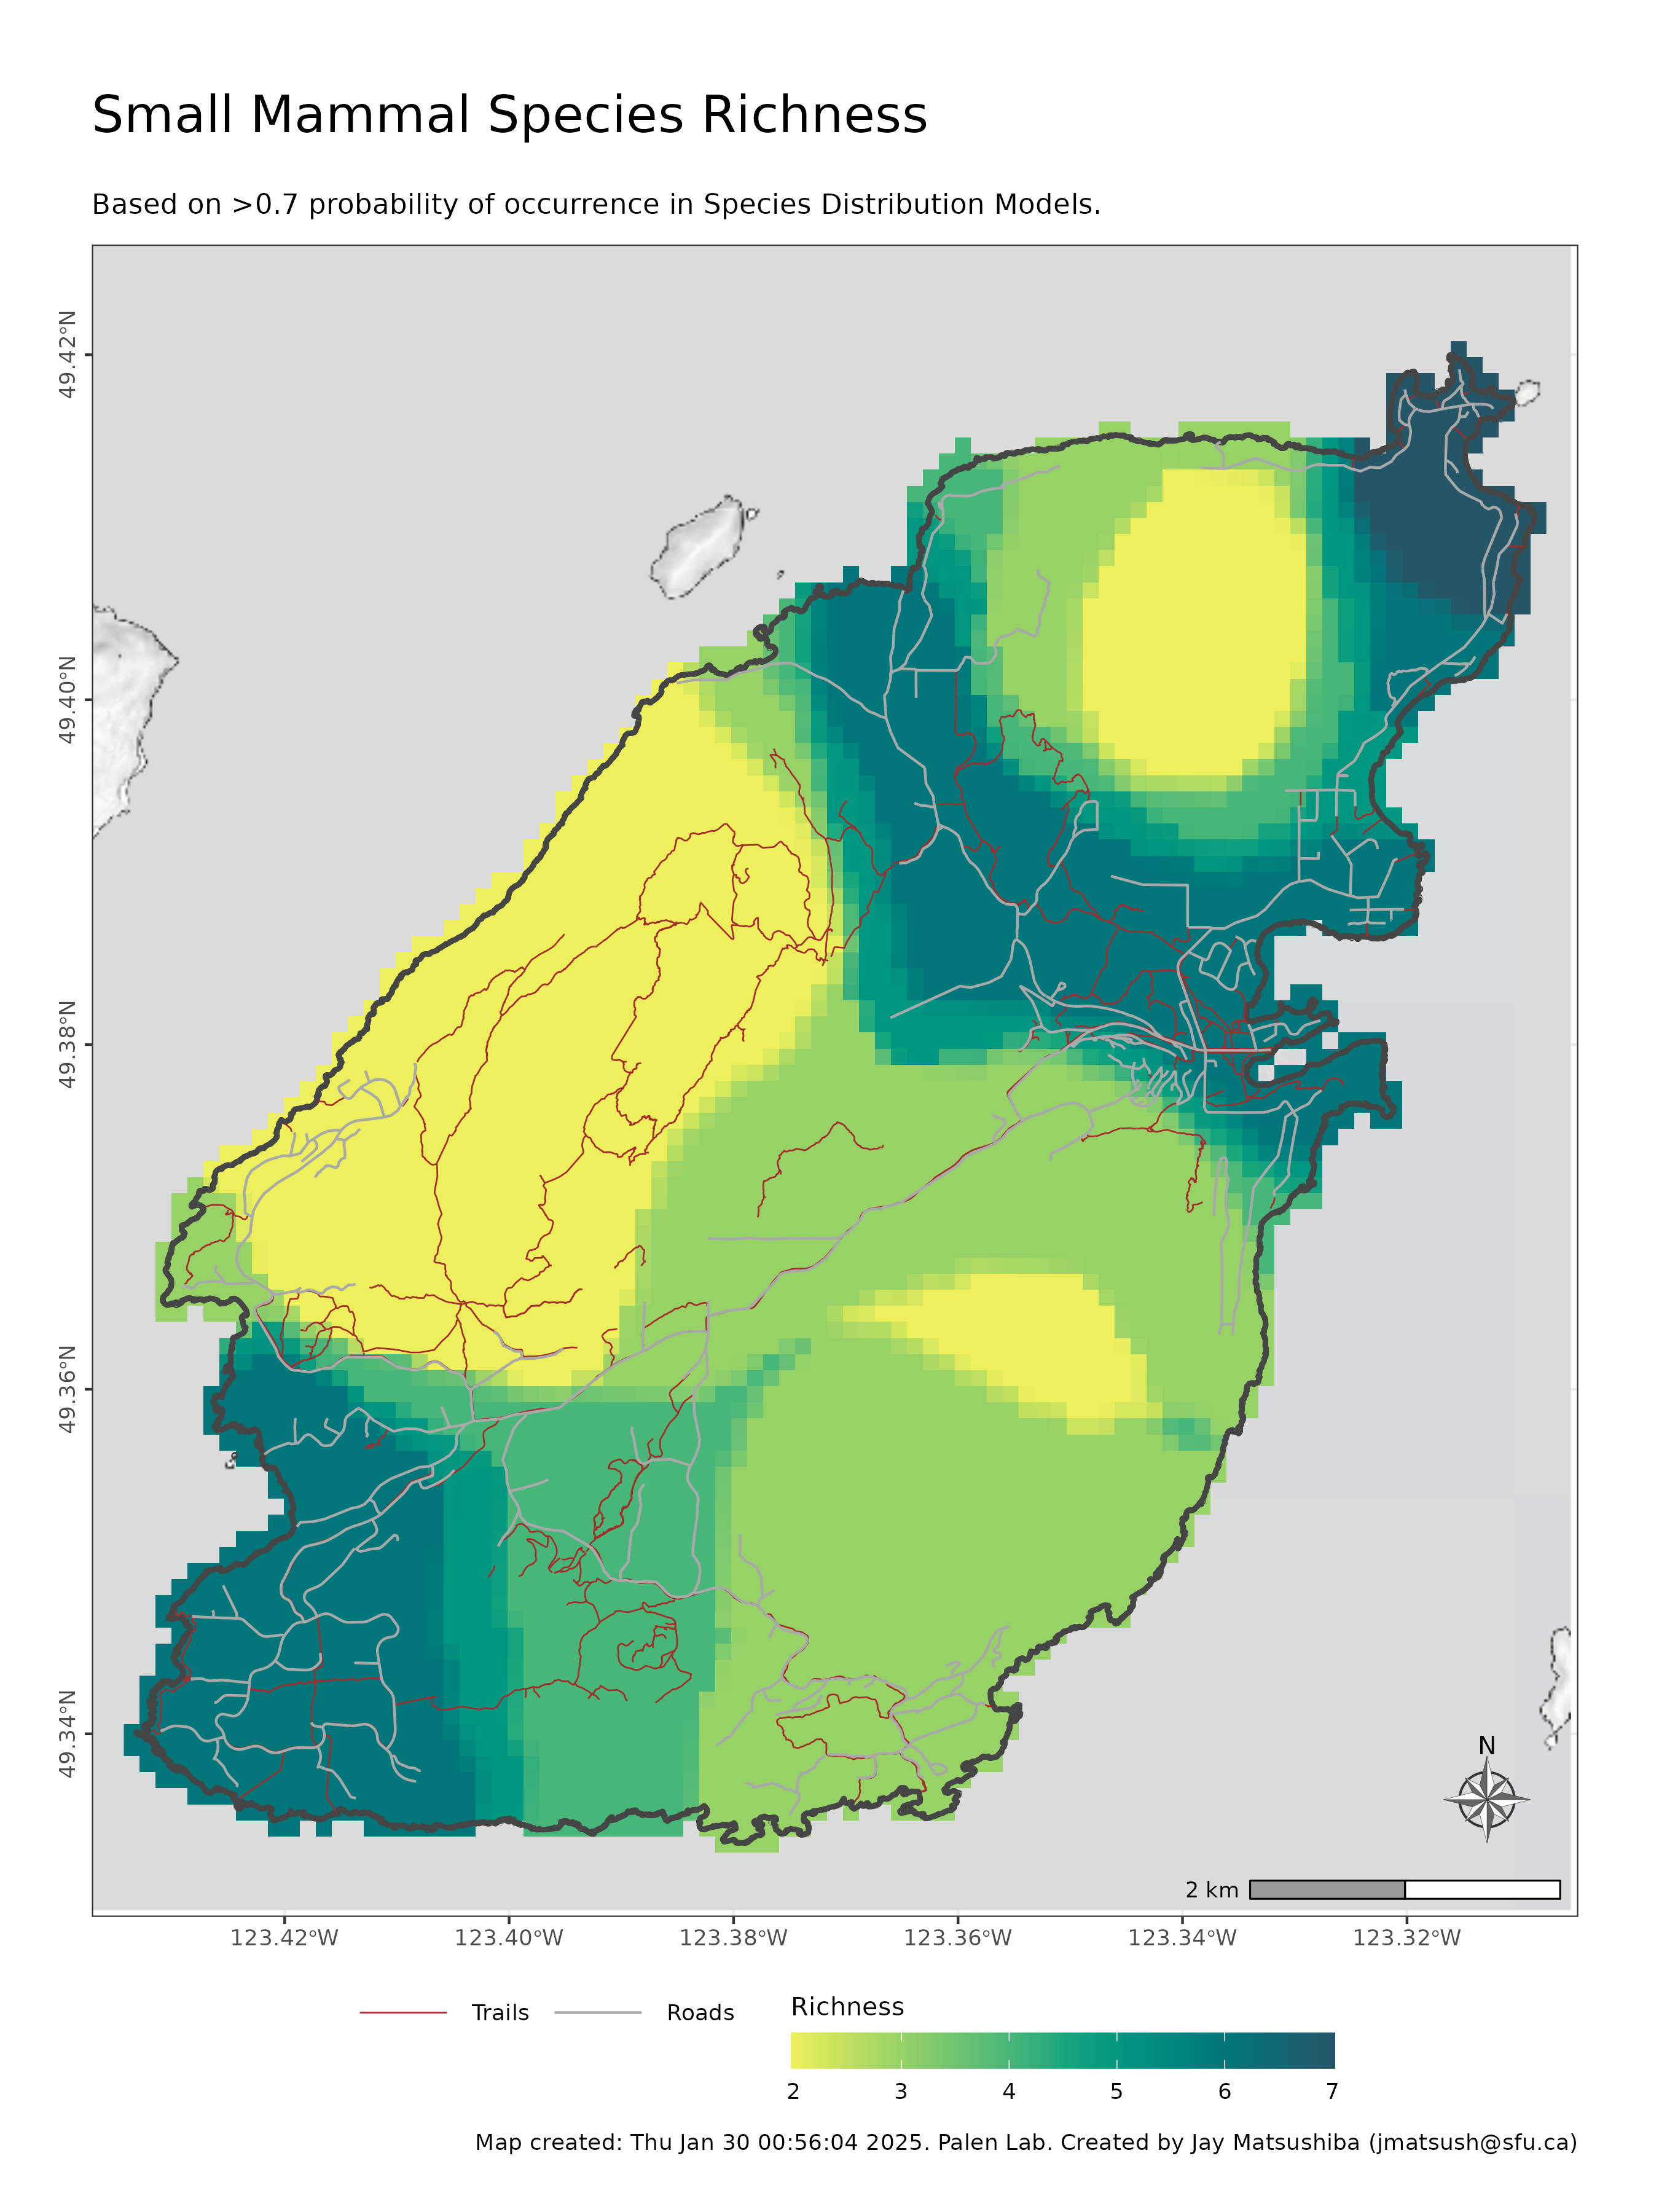 Small Mammal Species Richness
Based on >0.7 probability of occurrence in Species Distribution Models.
49.42°N
49.40°N
49.38°N
49.36°N
49.34°N
N
2 km
123.42°W
123.40°W
123.38°W
123.36°W
123.34°W
123.32°W
Trails
Roads
Richness
2
3
4
5
6
7
Map created: Thu Jan 30 00:56:04 2025. Palen Lab. Created by Jay Matsushiba (jmatsush@sfu.ca)